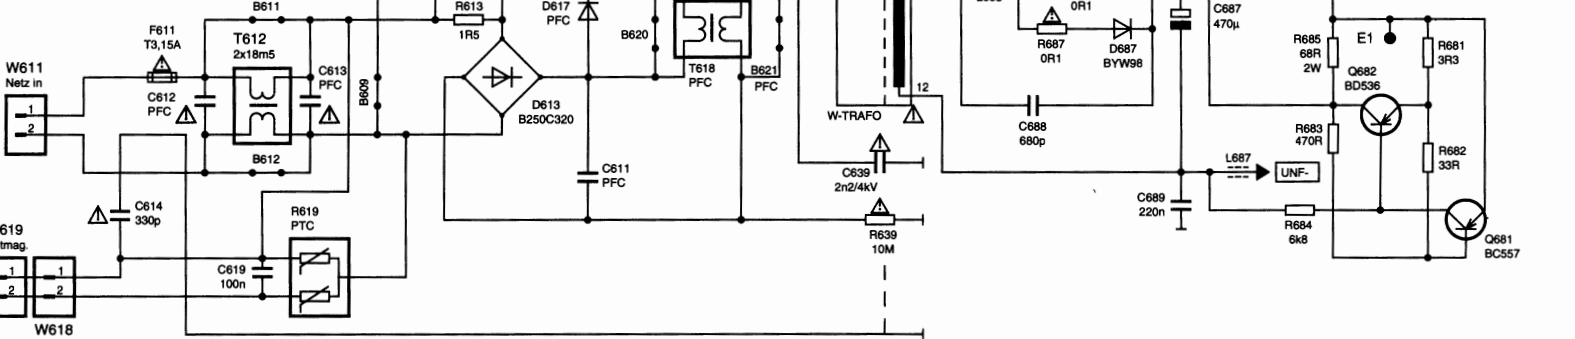 B611
F611
T3,15A
T612
2x18m5
W611
Netz in
1
2
C612
PFC
C613
PFC
B609
B612
R613
1R5
D617
PFC
B620
D613
B250C320
T618
PFC
B621
PFC
C611
PFC
C614
330p
R619
PTC
C619
100n
619
tmag.
1
2
1
2
W618
12
W-TRAFO
C639
2n2/4kV
R639
10M
0R1
R687
0R1
D687
BYW98
C688
680p
C687
470µ
C689
220n
L687
UNF-
R685
68R
2W
E1
R681
3R3
Q682
BD536
R683
470R
R682
33R
R684
6k8
Q681
BC557